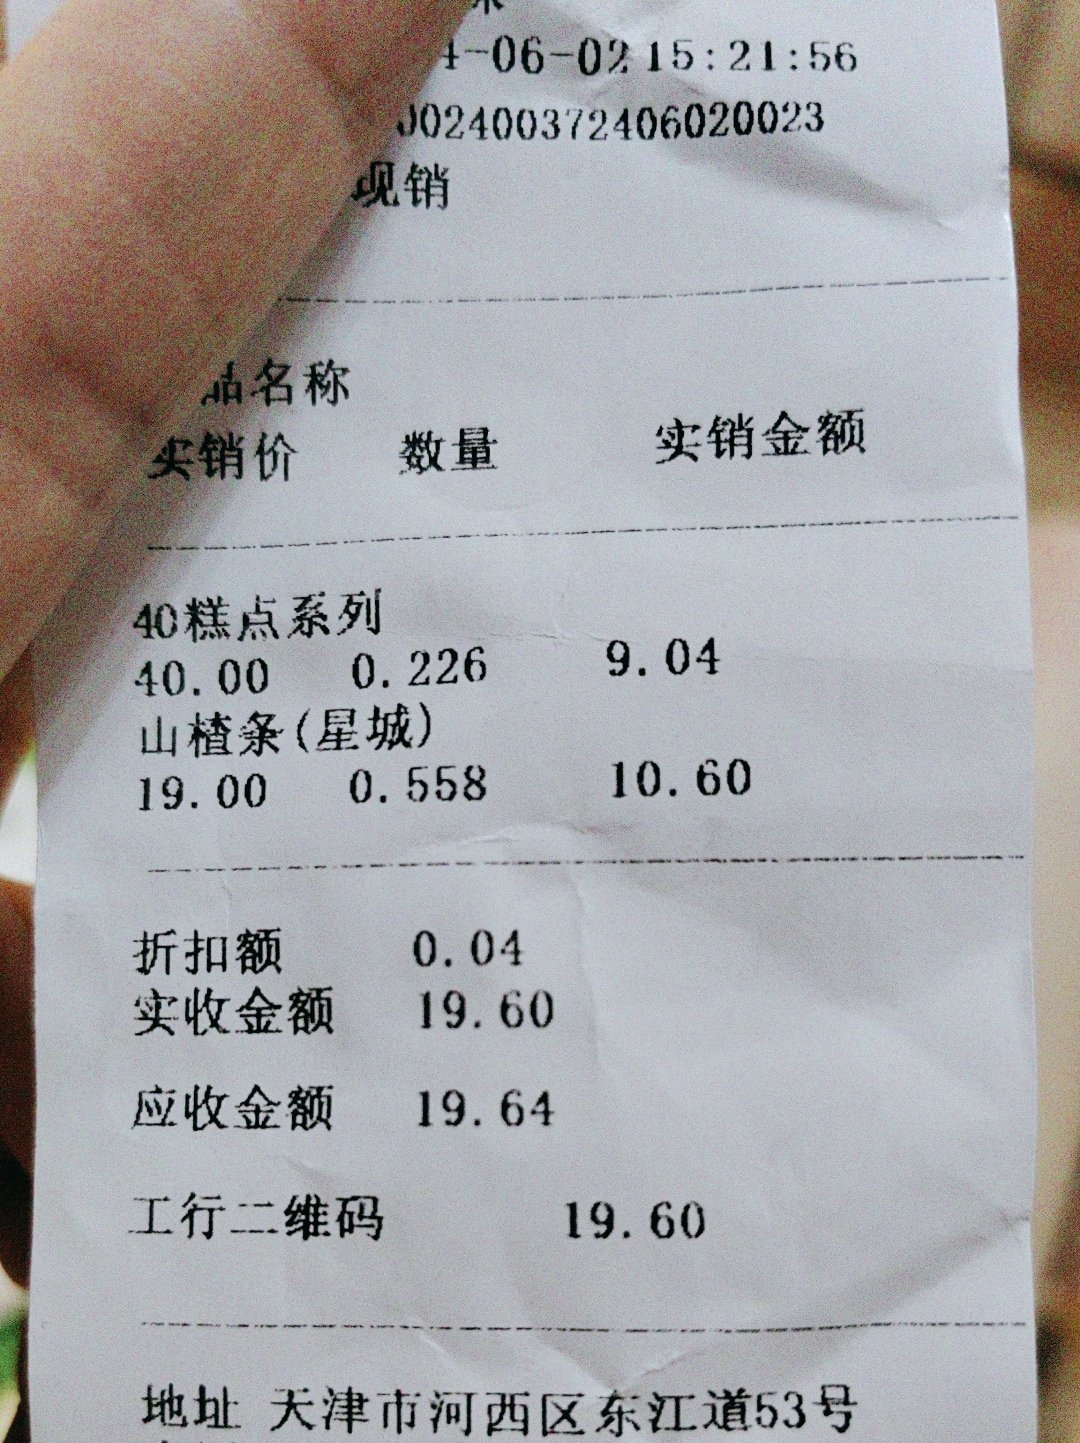 4-06-02 15:21:56
002400372406020023
现销
品名称
实销价 数量 实销金额
40糕点系列
40.00 0.226 9.04
山楂条(星城)
19.00 0.558 10.60
折扣额 0.04
实收金额 19.60
应收金额 19.64
工行二维码 19.60
地址 天津市河西区东江道53号